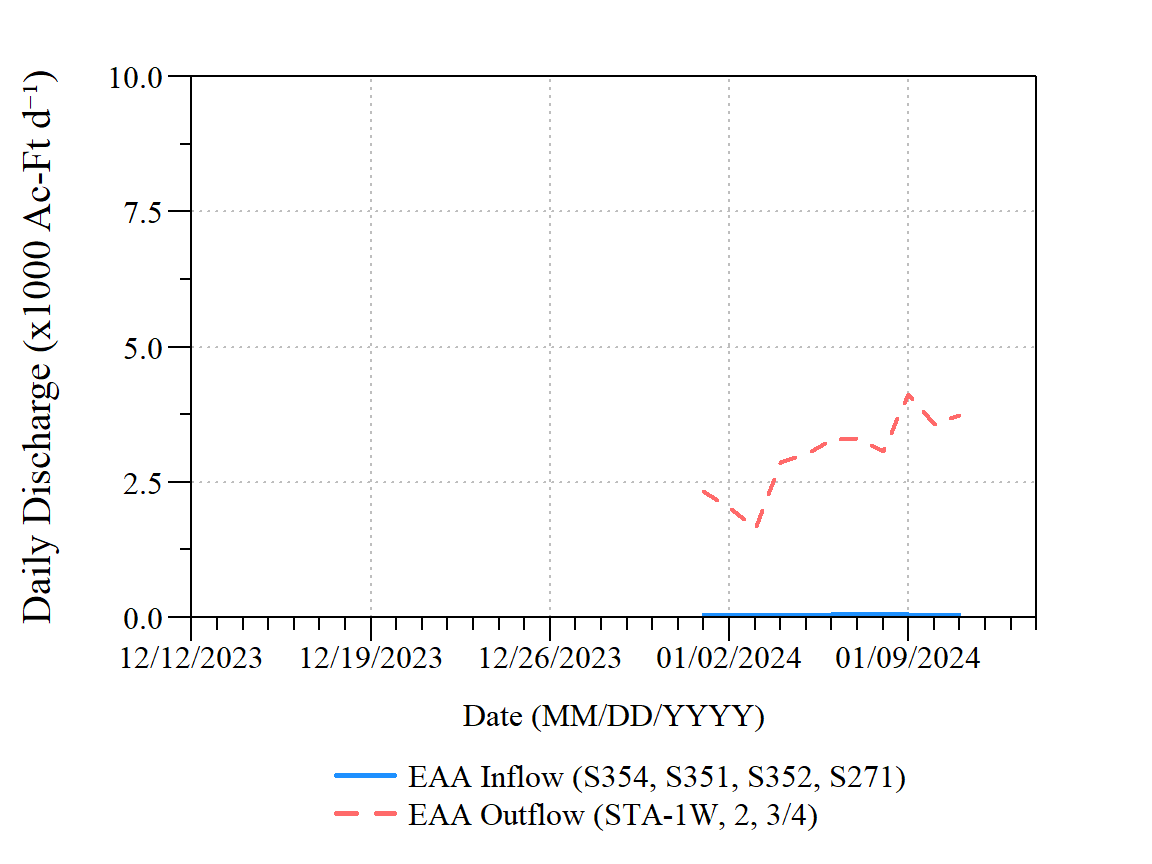 Daily Discharge (x1000 Ac-Ft d⁻¹)
10.0
7.5
5.0
2.5
0.0
12/12/2023 12/19/2023 12/26/2023 01/02/2024 01/09/2024
Date (MM/DD/YYYY)
EAA Inflow (S354, S351, S352, S271)
EAA Outflow (STA-1W, 2, 3/4)